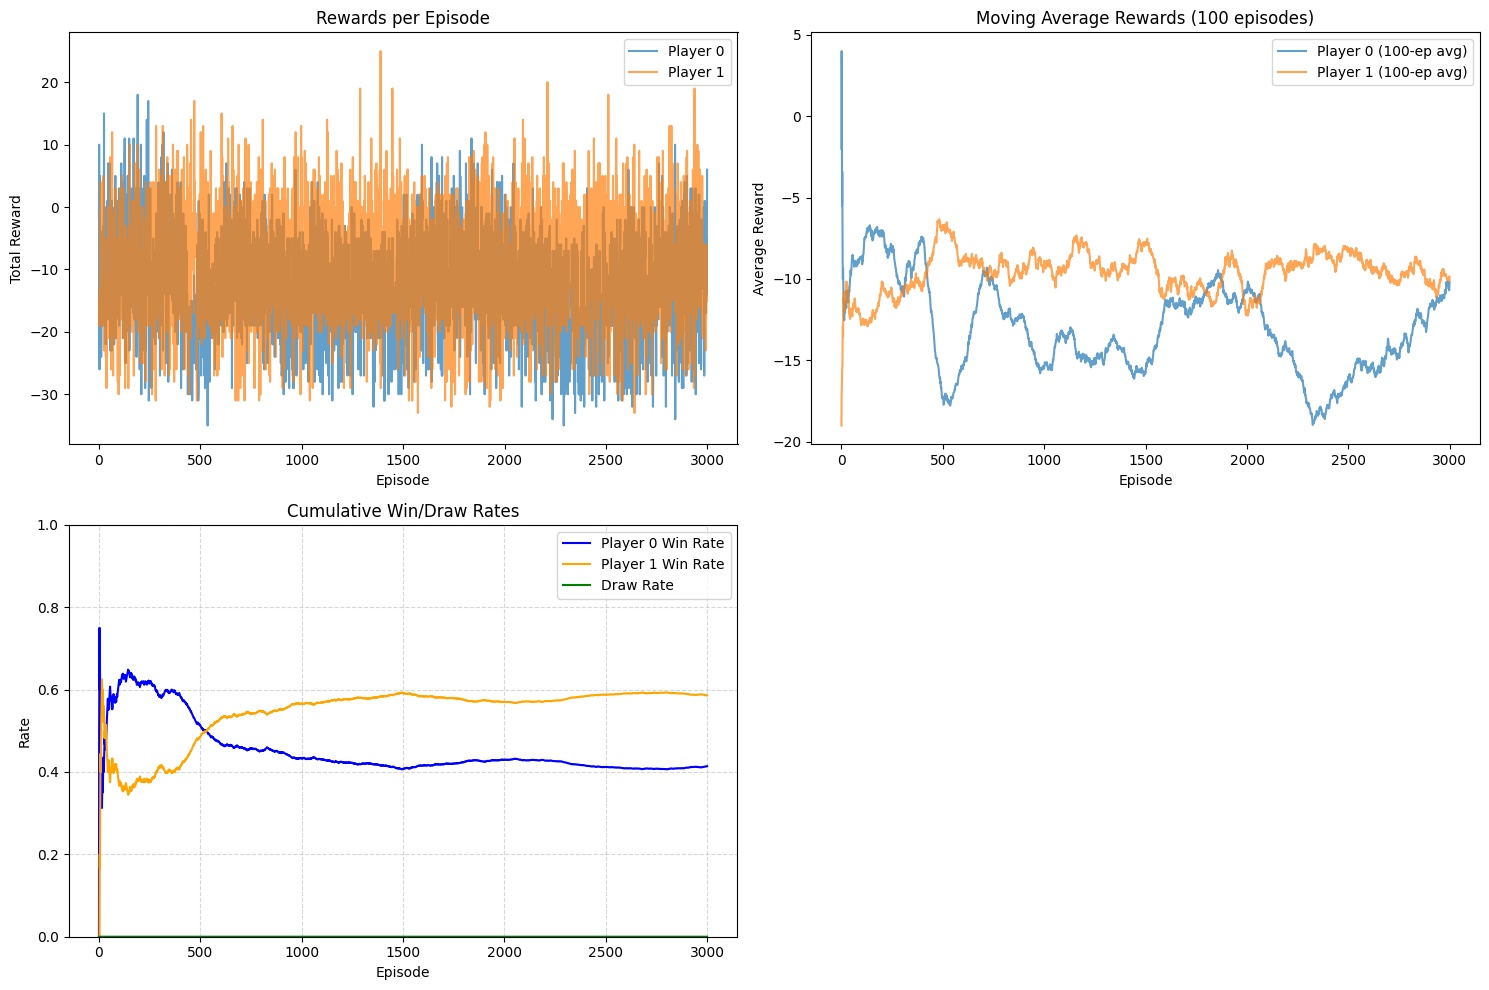 Rewards per Episode
Player 0
Player 1
20
10
0
−10
−20
−30
Total Reward
0 500 1000 1500 2000 2500 3000
Episode
Moving Average Rewards (100 episodes)
Player 0 (100-ep avg)
Player 1 (100-ep avg)
5
0
−5
−10
−15
−20
Average Reward
0 500 1000 1500 2000 2500 3000
Episode
Cumulative Win/Draw Rates
Player 0 Win Rate
Player 1 Win Rate
Draw Rate
1.0
0.8
0.6
0.4
0.2
0.0
Rate
0 500 1000 1500 2000 2500 3000
Episode